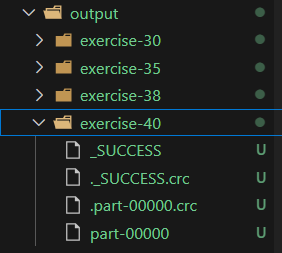 output
exercise-30
exercise-35
exercise-38
exercise-40
_SUCCESS U
._SUCCESS.crc U
.part-00000.crc U
part-00000 U